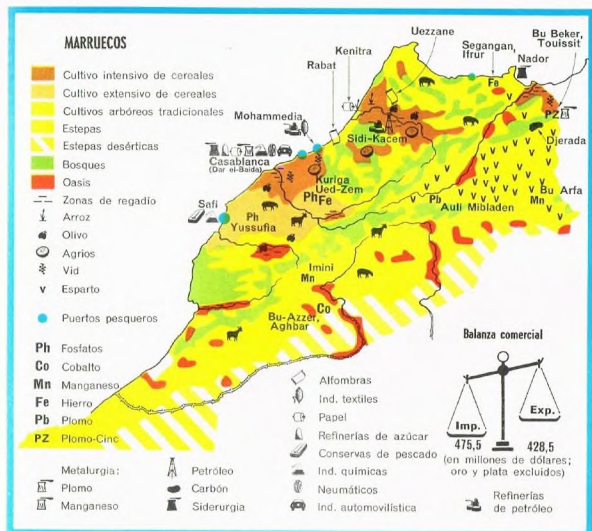 MARRUECOS
Cultivo intensivo de cereales
Cultivo extensivo de cereales
Cultivos arbóreos tradicionales
Estepas
Estepas desérticas
Bosques
Oasis
Zonas de regadío
Arroz
Olivo
Agrios
Vid
v Esparto
Puertos pesqueros
Ph Fosfatos
Co Cobalto
Mn Manganeso
Fe Hierro
Pb Plomo
PZ Plomo-Cinc
Metalurgia:
Plomo
Manganeso
Petróleo
Carbón
Siderurgia
Alfombras
Ind. textiles
Papel
Refinerías de azúcar
Conservas de pescado
Ind. químicas
Neumáticos
Ind. automovilística
Balanza comercial
Imp.
Exp.
475,5
428,5
(en millones de dólares;
oro y plata excluidos)
Refinerías
de petróleo
Uezzane
Kenitra
Rabat
Mohammedia
Casablanca
(Dar el-Baida)
Safi
Ph
Yussufia
Sidi-Kacem
Kuriga
Ued-Zem
Ph Fe
Segangan,
Ifrur
Fe
Nador
Bu Beker,
Touissit
PZ
Djerada
Bu Arfa
Mn
Pb
Auli Mibladen
Imini
Mn
Co
Bu-Azzer,
Aghbar